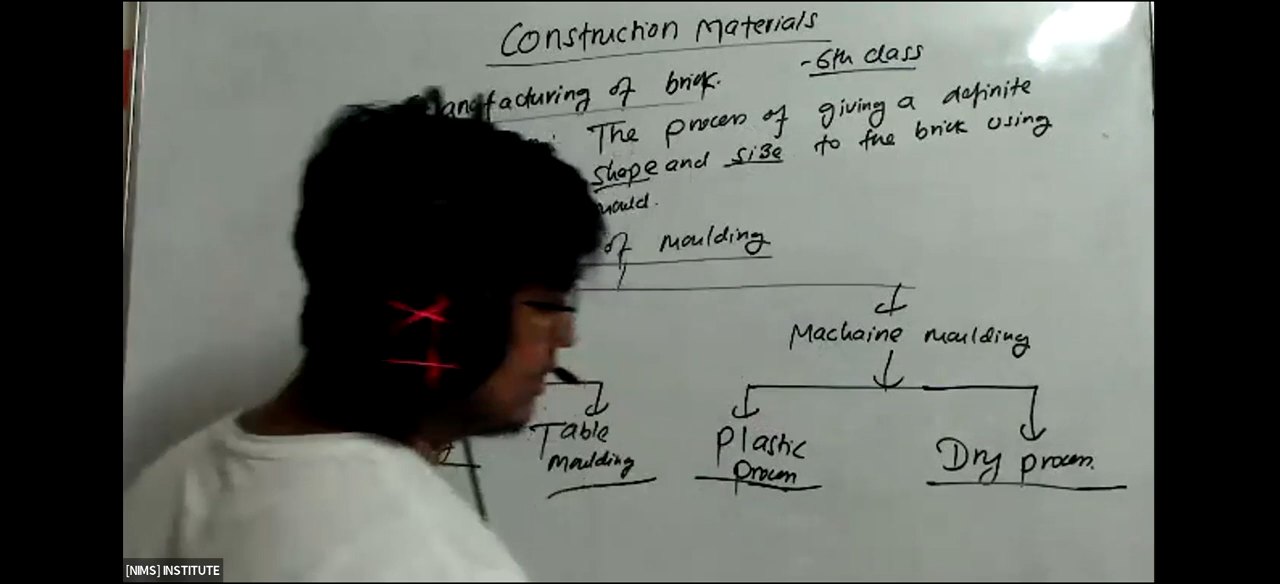 Construction Materials
- 6th class
anufacturing of brick.
The process of giving a definite
shape and size to the brick using
mould.
of moulding
Machaine moulding
Table
moulding
Plastic
process
Dry process.
[NIMS] INSTITUTE